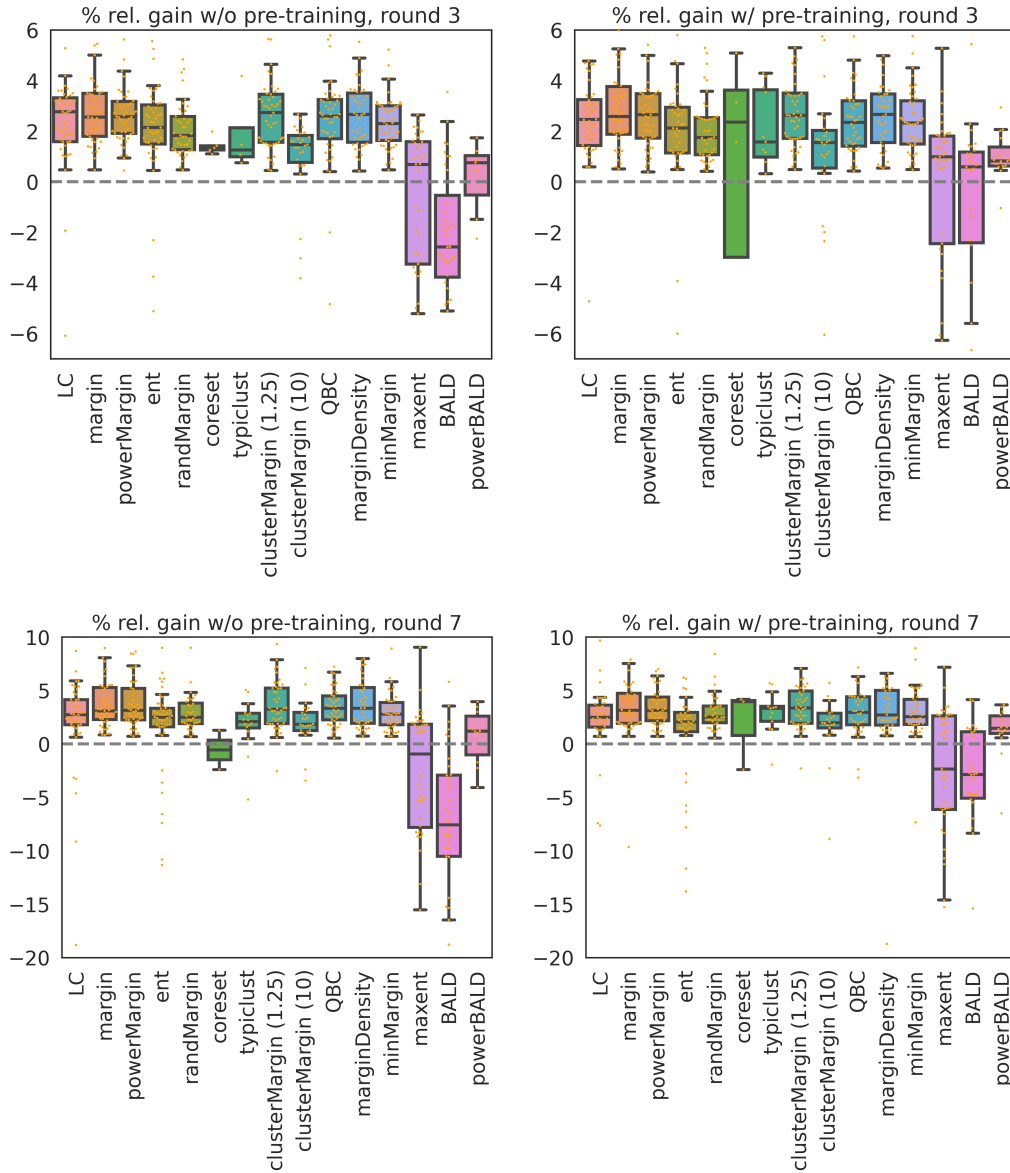 % rel. gain w/o pre-training, round 3
6
4
2
0
−2
−4
−6
LC
margin
powerMargin
ent
randMargin
coreset
typiclust
clusterMargin (1.25)
clusterMargin (10)
QBC
marginDensity
minMargin
maxent
BALD
powerBALD
% rel. gain w/ pre-training, round 3
6
4
2
0
−2
−4
−6
LC
margin
powerMargin
ent
randMargin
coreset
typiclust
clusterMargin (1.25)
clusterMargin (10)
QBC
marginDensity
minMargin
maxent
BALD
powerBALD
% rel. gain w/o pre-training, round 7
10
5
0
−5
−10
−15
−20
LC
margin
powerMargin
ent
randMargin
coreset
typiclust
clusterMargin (1.25)
clusterMargin (10)
QBC
marginDensity
minMargin
maxent
BALD
powerBALD
% rel. gain w/ pre-training, round 7
10
5
0
−5
−10
−15
−20
LC
margin
powerMargin
ent
randMargin
coreset
typiclust
clusterMargin (1.25)
clusterMargin (10)
QBC
marginDensity
minMargin
maxent
BALD
powerBALD